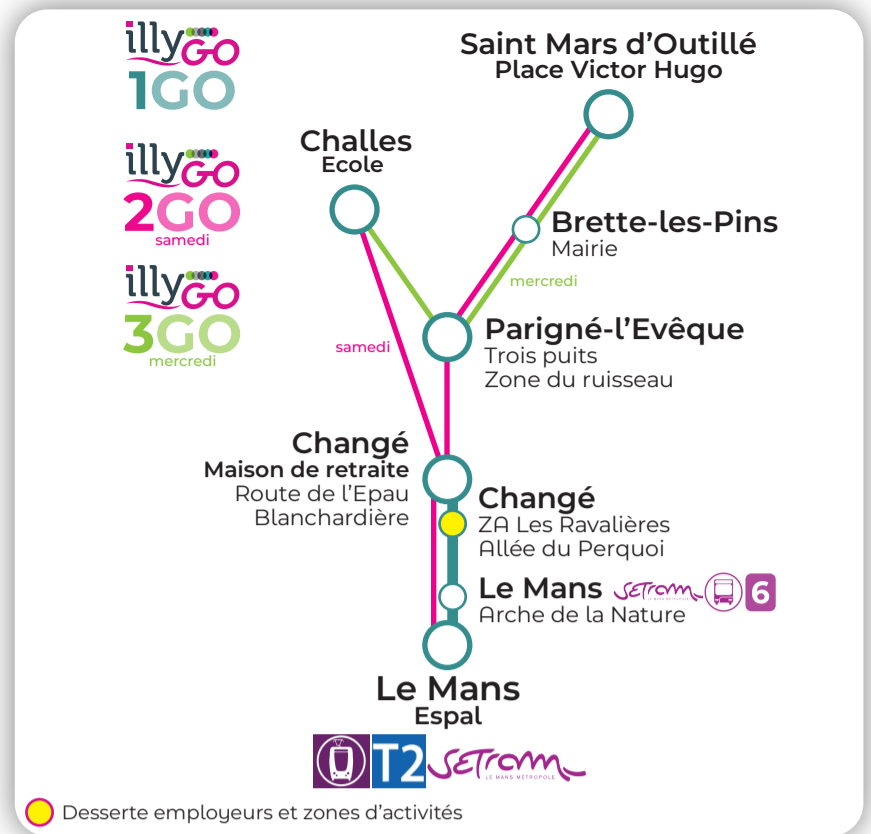 illyGO
1GO
illyGO
2GO
samedi
illyGO
3GO
mercredi
Saint Mars d’Outillé
Place Victor Hugo
Challes
Ecole
Brette-les-Pins
Mairie
mercredi
Parigné-l’Evêque
Trois puits
Zone du ruisseau
samedi
Changé
Maison de retraite
Route de l’Epau
Blanchardière
Changé
ZA Les Ravalières
Allée du Perquoi
Le Mans setram 6
LE MANS MÉTROPOLE
Arche de la Nature
Le Mans
Espal
T2 setram
LE MANS MÉTROPOLE
Desserte employeurs et zones d’activités